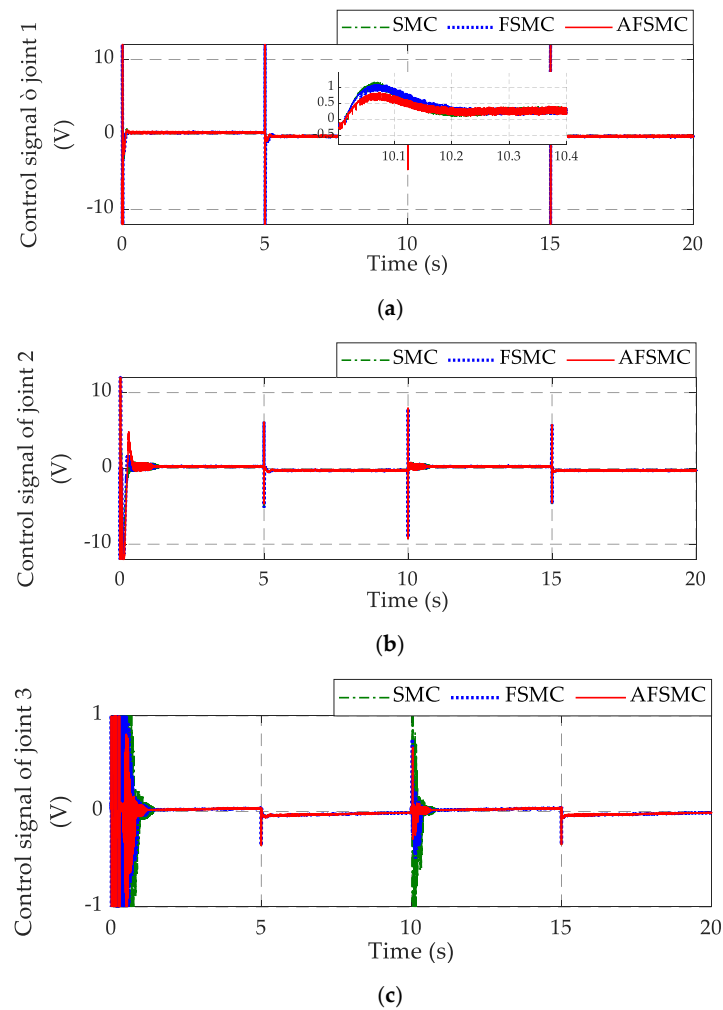 SMC FSMC AFSMC
Control signal ò joint 1
(V)
10
0
-10
1
0.5
0
-0.5
10.1 10.2 10.3 10.4
0 5 10 15 20
Time (s)
(a)
SMC FSMC AFSMC
Control signal of joint 2
(V)
10
0
-10
0 5 10 15 20
Time (s)
(b)
SMC FSMC AFSMC
Control signal of joint 3
(V)
1
0
-1
0 5 10 15 20
Time (s)
(c)